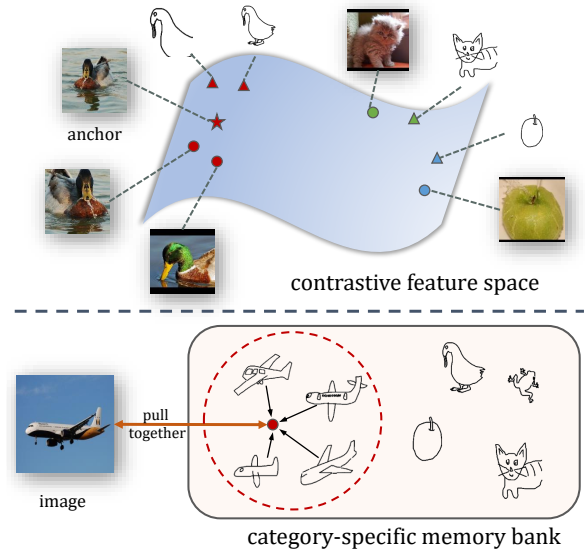 anchor
contrastive feature space
pull
together
image
category-specific memory bank